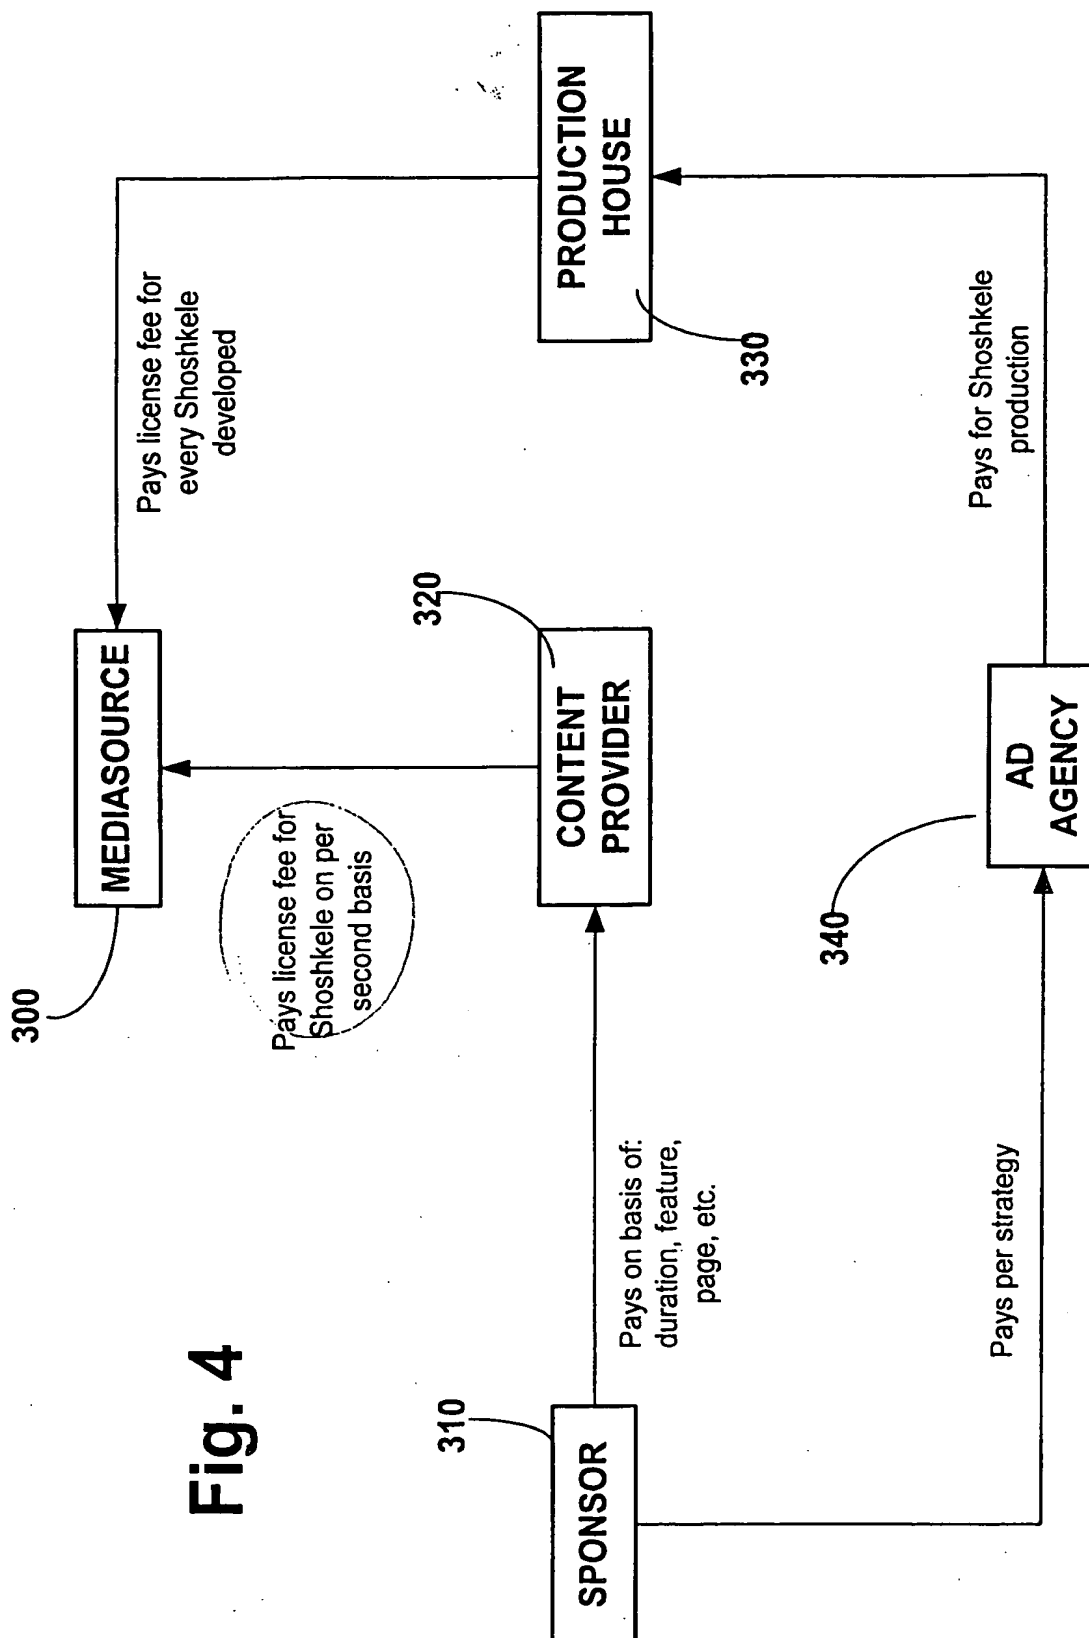 Fig. 4
300
MEDIASOURCE
Pays license fee for
every Shoshkele
developed
Pays license fee for
Shoshkele on per
second basis
310
SPONSOR
Pays on basis of:
duration, feature,
page, etc.
320
CONTENT
PROVIDER
PRODUCTION
HOUSE
330
Pays per strategy
340
AD
AGENCY
Pays for Shoshkele
production